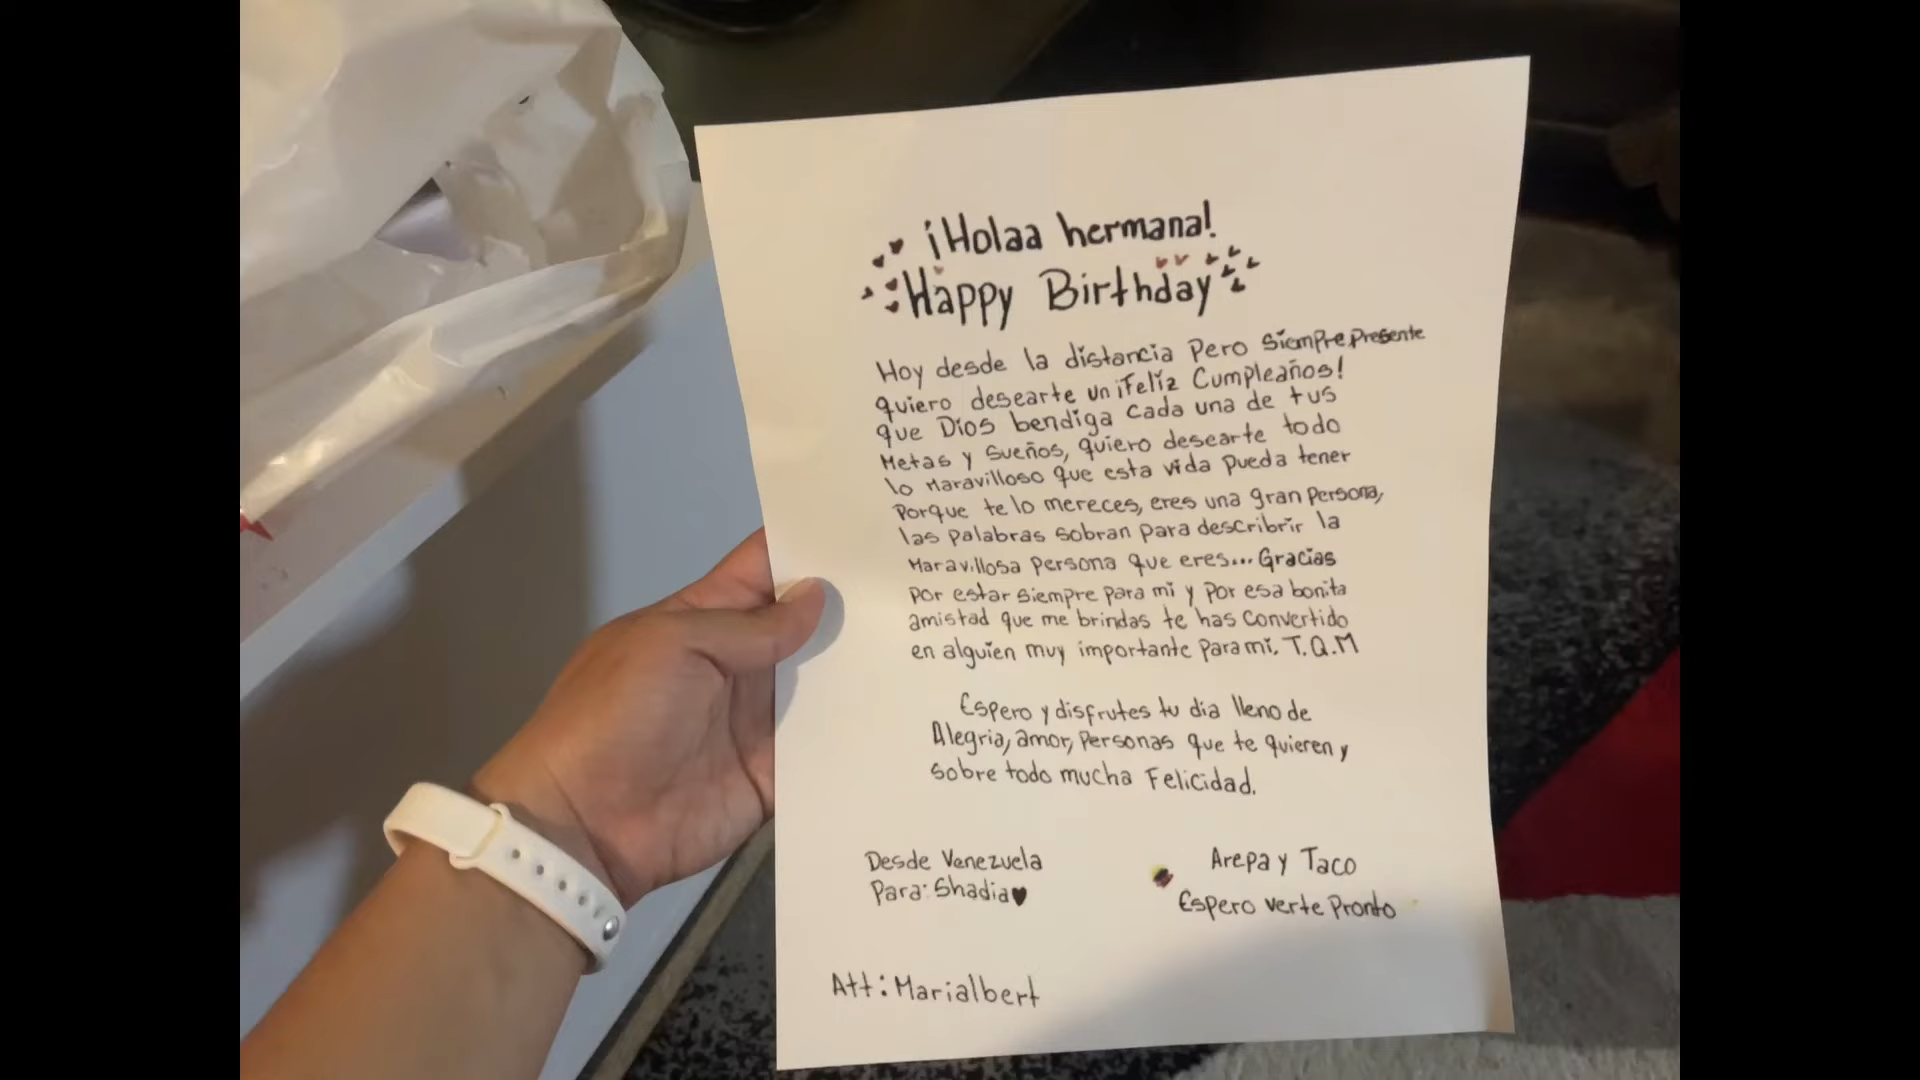 ¡Holaa hermana!
Happy Birthday
Hoy desde la distancia pero siempre presente
quiero desearte un ¡Felíz Cumpleaños!
que Dios bendiga cada una de tus
Metas y sueños, quiero desearte todo
lo maravilloso que esta vida pueda tener
Porque te lo mereces, eres una gran persona,
las palabras sobran para describrir la
maravillosa persona que eres... Gracias
por estar siempre para mi y por esa bonita
amistad que me brindas te has convertido
en alguien muy importante para mi. T.Q.M
Espero y disfrutes tu dia lleno de
Alegria, amor, personas que te quieren y
sobre todo mucha Felicidad.
Desde Venezuela
Para: Shadia♥
Arepa y Taco
Espero verte Pronto
Att: Marialbert